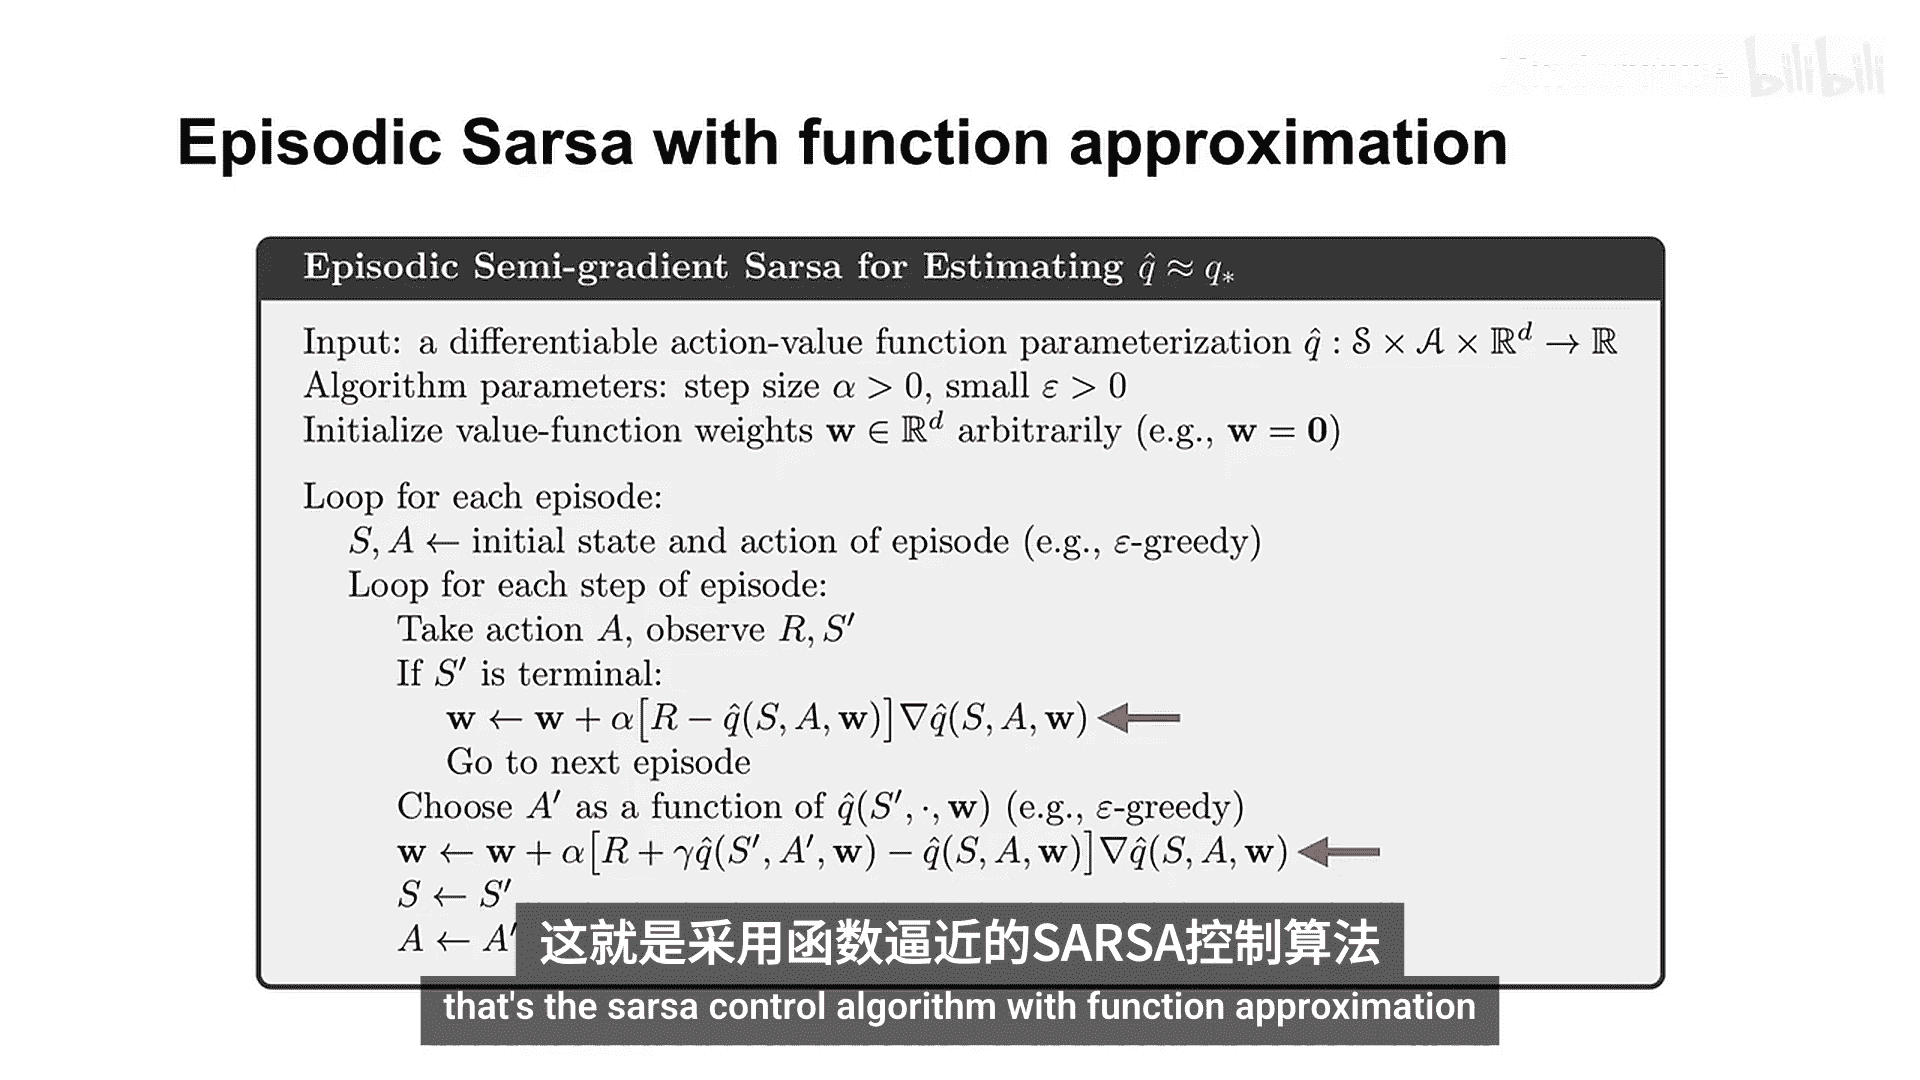 bilibili
Episodic Sarsa with function approximation
Episodic Semi-gradient Sarsa for Estimating q̂ ≈ q*
Input: a differentiable action-value function parameterization q̂ : 𝒮 × 𝒜 × ℝᵈ → ℝ
Algorithm parameters: step size α > 0, small ε > 0
Initialize value-function weights w ∈ ℝᵈ arbitrarily (e.g., w = 0)
Loop for each episode:
S, A ← initial state and action of episode (e.g., ε-greedy)
Loop for each step of episode:
Take action A, observe R, S′
If S′ is terminal:
w ← w + α[R − q̂(S, A, w)]∇q̂(S, A, w)
Go to next episode
Choose A′ as a function of q̂(S′, ·, w) (e.g., ε-greedy)
w ← w + α[R + γq̂(S′, A′, w) − q̂(S, A, w)]∇q̂(S, A, w)
S ← S′
A ← A′
这就是采用函数逼近的SARSA控制算法
that's the sarsa control algorithm with function approximation